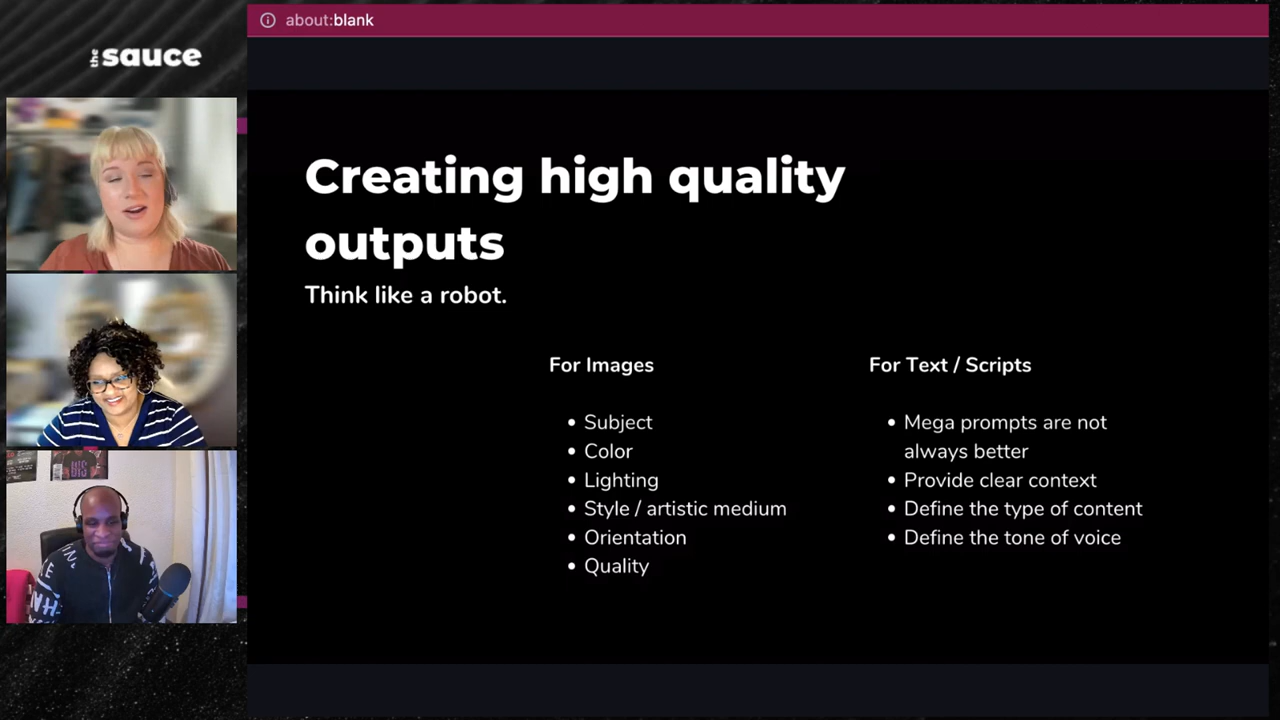 about:blank
the sauce
Creating high quality
outputs
Think like a robot.
For Images
Subject
Color
Lighting
Style / artistic medium
Orientation
Quality
For Text / Scripts
Mega prompts are not
always better
Provide clear context
Define the type of content
Define the tone of voice